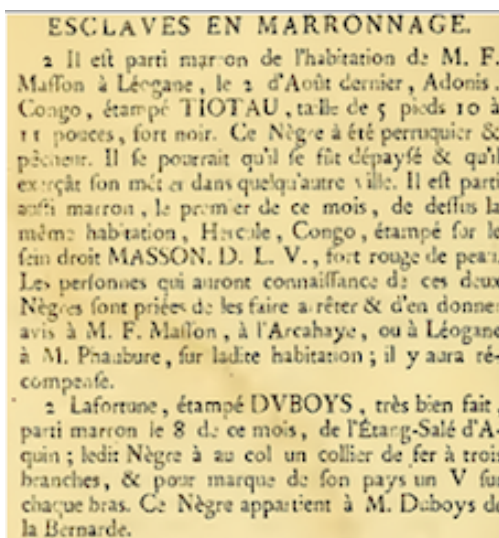 ESCLAVES EN MARRONNAGE.
2 Il eſt parti marron de l'habitation de M. F.
Maſſon à Léogane, le 2 d'Août dernier, Adonis,
Congo, étampé TIOTAU, taille de 5 pieds 10 à
11 pouces, fort noir. Ce Nègre à été perruquier &
pêcheur. Il ſe pourrait qu'il ſe fût dépayſé & qu'il
exerçât ſon métier dans quelqu'autre ville. Il eſt parti
auſſi marron, le premier de ce mois, de deſſus la
même habitation, Hercule, Congo, étampé ſur le
ſein droit MASSON. D. L. V., fort rouge de peau.
Les perſonnes qui auront connaiſſance de ces deux
Nègres ſont priées de les faire arrêter & d'en donner
avis à M. F. Maſſon, à l'Arcahaye, ou à Léogane
à M. Phaubure, ſur ladite habitation ; il y aura ré-
compenſe.
2 Lafortune, étampé DVBOYS, très bien fait,
parti marron le 8 de ce mois, de l'Étang-Salé d'A-
quin ; ledit Nègre à au col un collier de fer à trois
branches, & pour marque de ſon pays un V ſur
chaque bras. Ce Nègre appartient à M. Duboys de
la Bernarde.